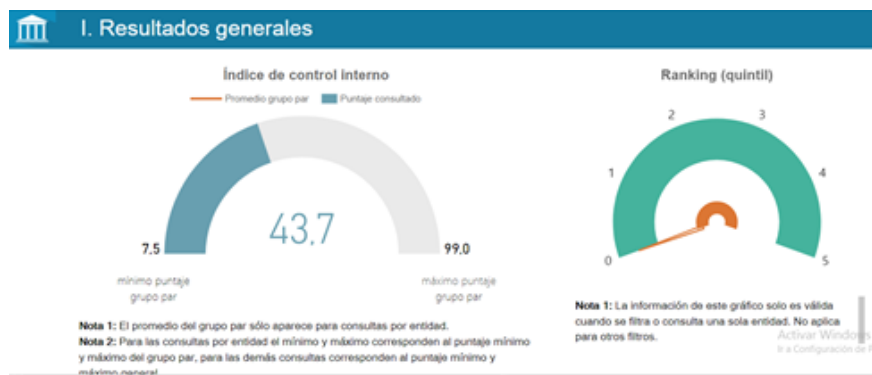 I. Resultados generales
Índice de control interno
Promedio grupo par Puntaje consultado
7,5
43,7
99,0
mínimo puntaje
grupo par
máximo puntaje
grupo par
Nota 1: El promedio del grupo par sólo aparece para consultas por entidad.
Nota 2: Para las consultas por entidad el mínimo y máximo corresponden al puntaje mínimo
y máximo del grupo par, para las demás consultas corresponden al puntaje mínimo y
máximo general
Ranking (quintil)
0
1
2
3
4
5
Nota 1: La información de este gráfico solo es válida
cuando se filtra o consulta una sola entidad. No aplica
para otros filtros.
Activar Windows
Ir a Configuración de P